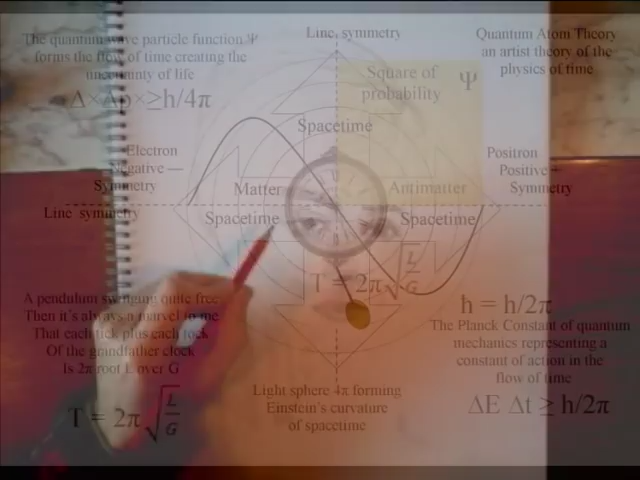 The quantum wave particle function Ψ
forms the flow of time creating the
uncertainty of life
Δ×Δp×≥h/4π
Line, symmetry
Quantum Atom Theory
an artist theory of the
physics of time
Square of
probability
Ψ
Spacetime
Electron
Negative —
Symmetry
Positron
Positive +
Symmetry
Matter
Antimatter
Line symmetry
Spacetime
Spacetime
T = 2π√L/G
A pendulum swinging quite free
Then it's always a marvel to me
That each tick plus each tock
Of the grandfather clock
Is 2π root L over G
T = 2π√L/G
h = h/2π
The Planck Constant of quantum
mechanics representing a
constant of action in the
flow of time
ΔE Δt ≥ h/2π
Light sphere 4π forming
Einstein's curvature
of spacetime